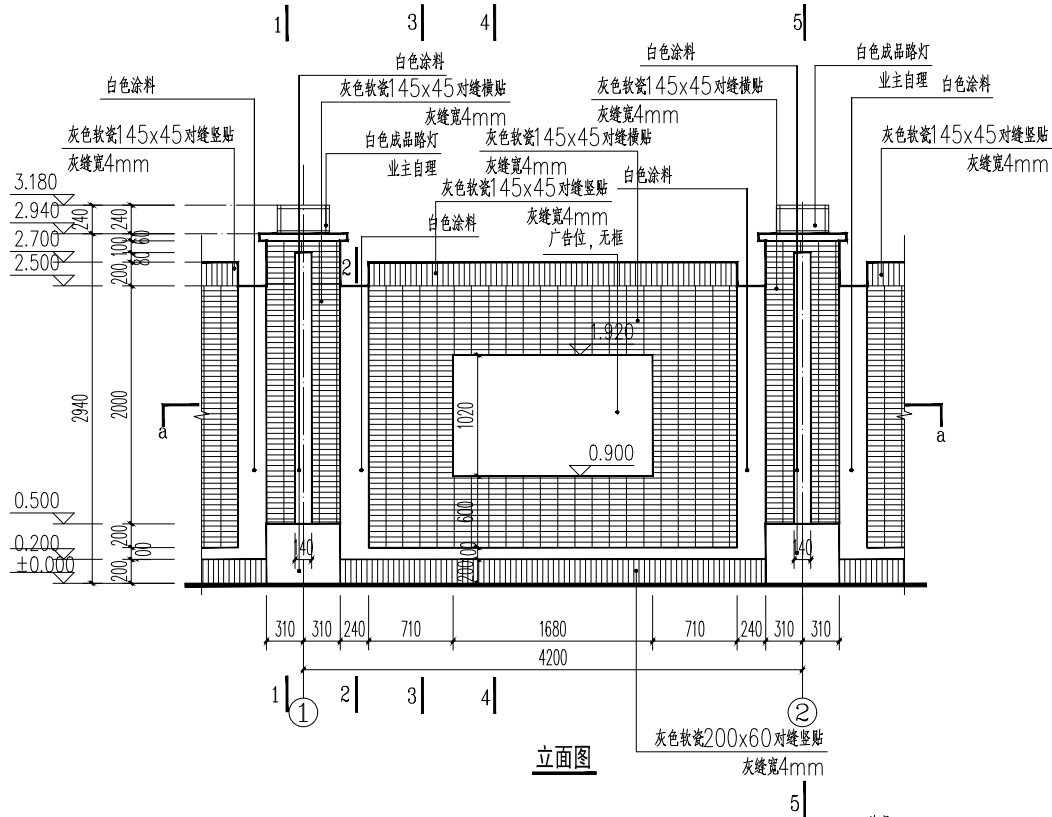 1
3
4
5
白色涂料
灰色软瓷145x45对缝竖贴
灰缝宽4mm
白色涂料
灰色软瓷145x45对缝横贴
灰缝宽4mm
白色成品路灯
业主自理
灰色软瓷145x45对缝横贴
灰缝宽4mm
灰色软瓷145x45对缝竖贴
灰缝宽4mm
白色涂料
广告位，无框
白色涂料
白色涂料
灰色软瓷145x45对缝横贴
灰缝宽4mm
白色成品路灯
业主自理
白色涂料
灰色软瓷145x45对缝竖贴
灰缝宽4mm
3.180
2.940
2.700
2.500
0.500
0.200
±0.000
240
2940
240
60
100
80
200
2000
200
200
2
a
a
1.920
1020
0.900
600
200
140
140
310
310
240
710
1680
710
240
310
310
4200
1
2
3
4
1
2
灰色软瓷200x60对缝竖贴
灰缝宽4mm
立面图
5